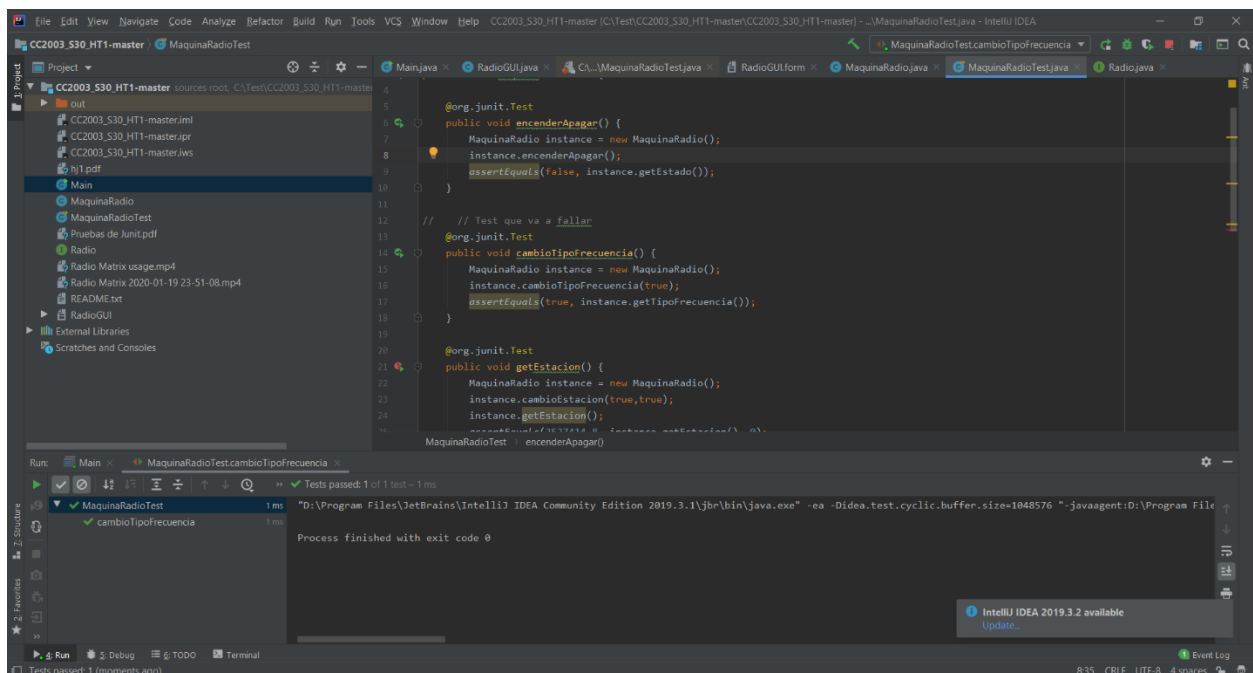 File Edit View Navigate Code Analyze Refactor Build Run Tools VCS Window Help CC2003_S30_HT1-master [C:\Test\CC2003_S30_HT1-master\CC2003_S30_HT1-master] - ...\MaquinaRadioTest.java - IntelliJ IDEA
CC2003_S30_HT1-master MaquinaRadioTest
MaquinaRadioTest.cambioTipoFrecuencia
Project
Main.java RadioGUI.java C:\...\MaquinaRadioTest.java RadioGUI.form MaquinaRadio.java MaquinaRadioTest.java Radio.java
1: Project
Ant
CC2003_S30_HT1-master sources root, C:\Test\CC2003_S30_HT1-master
out
CC2003_S30_HT1-master.iml
CC2003_S30_HT1-master.ipr
CC2003_S30_HT1-master.iws
hj1.pdf
Main
MaquinaRadio
MaquinaRadioTest
Pruebas de Junit.pdf
Radio
Radio Matrix usage.mp4
Radio Matrix 2020-01-19 23-51-08.mp4
README.txt
RadioGUI
External Libraries
Scratches and Consoles
4
5 @org.junit.Test
6 public void encenderApagar() {
7 MaquinaRadio instance = new MaquinaRadio();
8 instance.encenderApagar();
9 assertEquals(false, instance.getEstado());
10 }
11
12 // // Test que va a fallar
13 @org.junit.Test
14 public void cambioTipoFrecuencia() {
15 MaquinaRadio instance = new MaquinaRadio();
16 instance.cambioTipoFrecuencia(true);
17 assertEquals(true, instance.getTipoFrecuencia());
18 }
19
20 @org.junit.Test
21 public void getEstacion() {
22 MaquinaRadio instance = new MaquinaRadio();
23 instance.cambioEstacion(true,true);
24 instance.getEstacion();
MaquinaRadioTest encenderApagar()
Run: Main MaquinaRadioTest.cambioTipoFrecuencia
Tests passed: 1 of 1 test – 1 ms
MaquinaRadioTest 1 ms
cambioTipoFrecuencia 1 ms
"D:\Program Files\JetBrains\IntelliJ IDEA Community Edition 2019.3.1\jbr\bin\java.exe" -ea -Didea.test.cyclic.buffer.size=1048576 "-javaagent:D:\Program File
Process finished with exit code 0
7: Structure
2: Favorites
IntelliJ IDEA 2019.3.2 available
Update...
4: Run 5: Debug 6: TODO Terminal
1 Event Log
Tests passed: 1 (moments ago)
8:35 CRLF UTF-8 4 spaces